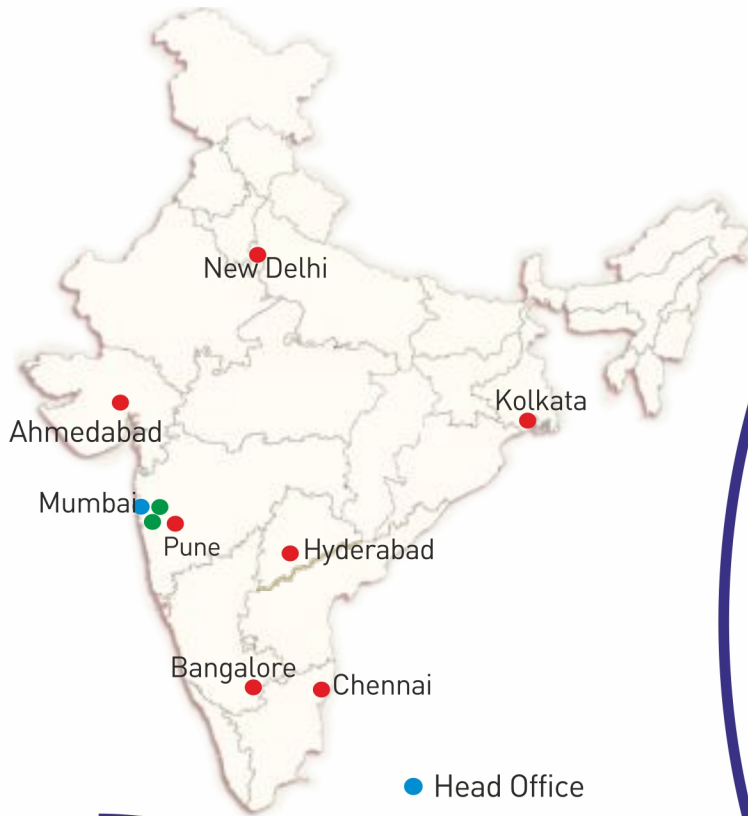 New Delhi
Kolkata
Ahmedabad
Mumbai
Pune
Hyderabad
Bangalore
Chennai
Head Office